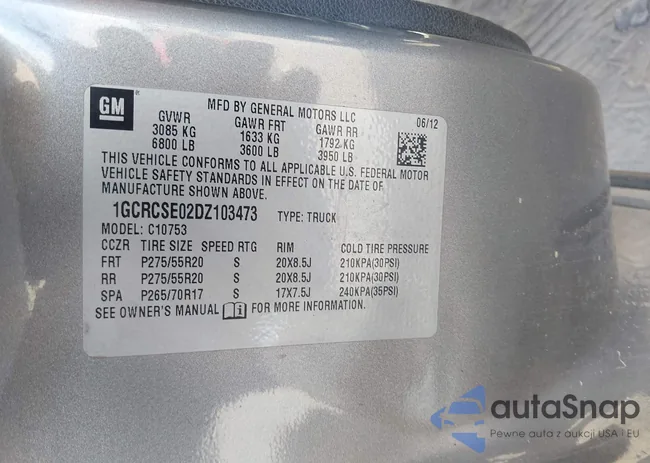 GM
MFD BY GENERAL MOTORS LLC
06/12
GVWR GAWR FRT GAWR RR
3085 KG 1633 KG 1792 KG
6800 LB 3600 LB 3950 LB
THIS VEHICLE CONFORMS TO ALL APPLICABLE U.S. FEDERAL MOTOR
VEHICLE SAFETY STANDARDS IN EFFECT ON THE DATE OF
MANUFACTURE SHOWN ABOVE.
1GCRCSE02DZ103473 TYPE: TRUCK
MODEL: C10753
CCZR TIRE SIZE SPEED RTG RIM COLD TIRE PRESSURE
FRT P275/55R20 S 20X8.5J 210KPA(30PSI)
RR P275/55R20 S 20X8.5J 210KPA(30PSI)
SPA P265/70R17 S 17X7.5J 240KPA(35PSI)
SEE OWNER'S MANUAL FOR MORE INFORMATION.
autoSnap
Pewne auta z aukcji USA i EU